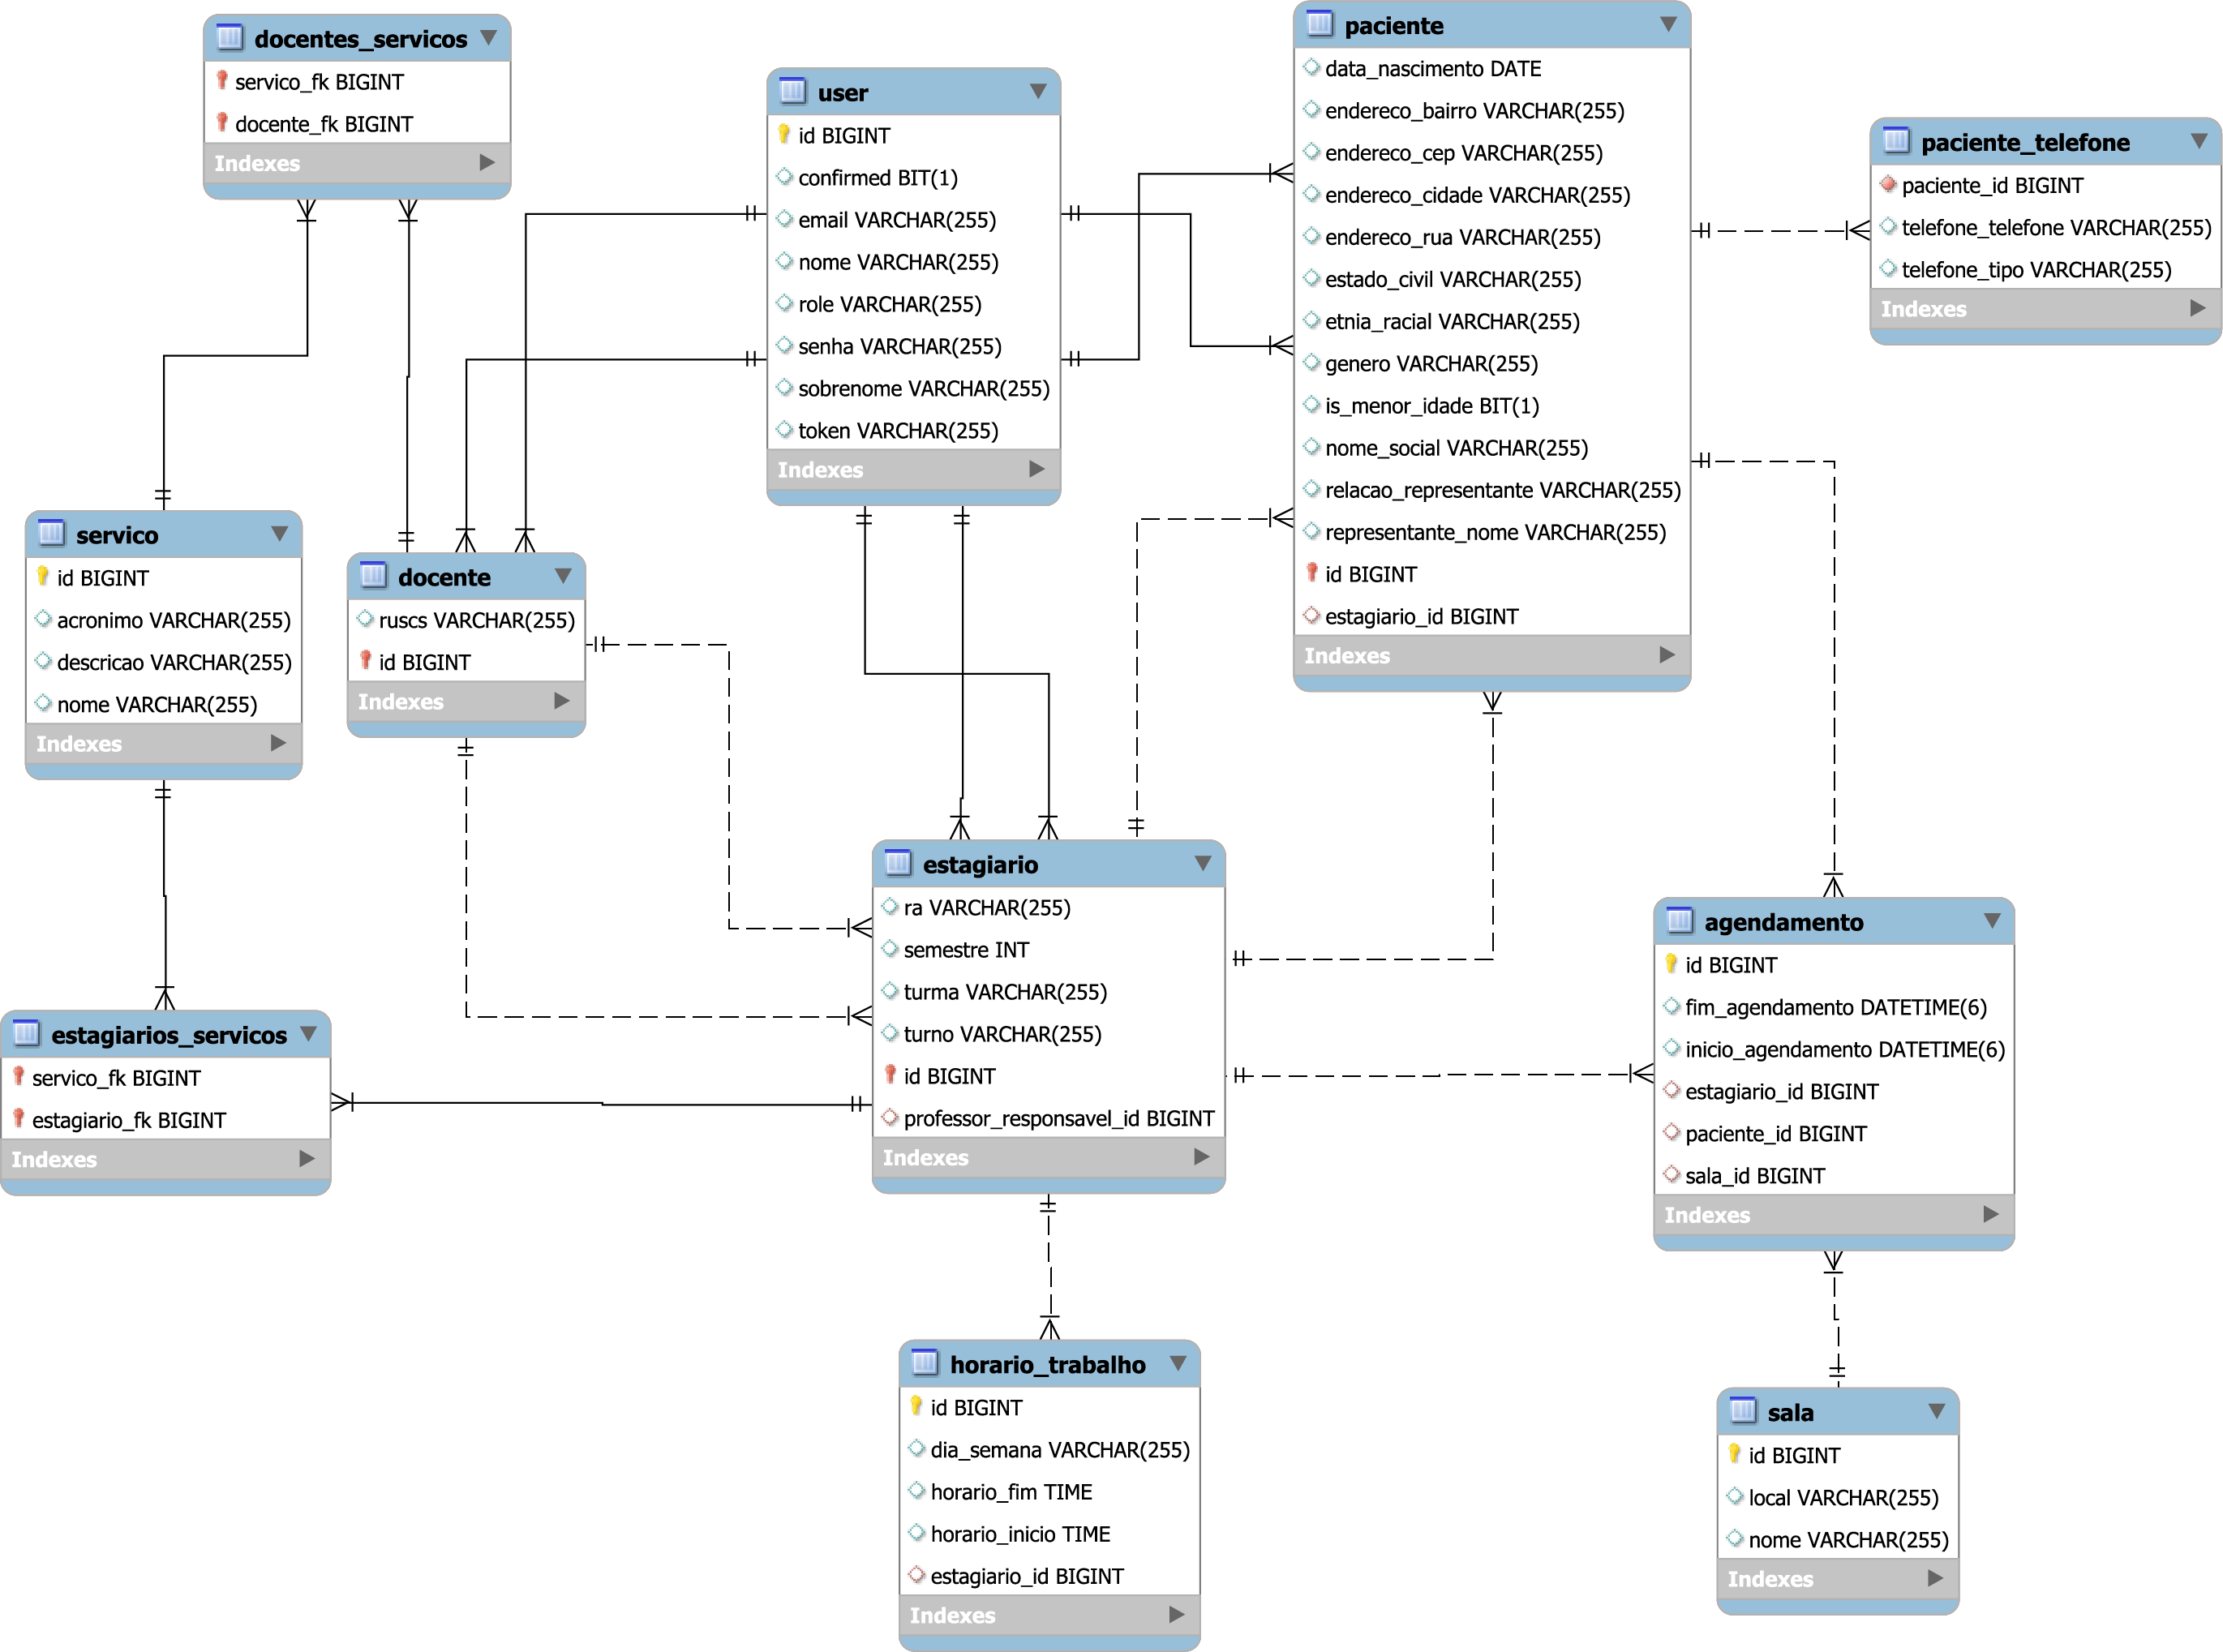 docentes_servicos
servico_fk BIGINT
docente_fk BIGINT
Indexes
user
id BIGINT
confirmed BIT(1)
email VARCHAR(255)
nome VARCHAR(255)
role VARCHAR(255)
senha VARCHAR(255)
sobrenome VARCHAR(255)
token VARCHAR(255)
Indexes
paciente
data_nascimento DATE
endereco_bairro VARCHAR(255)
endereco_cep VARCHAR(255)
endereco_cidade VARCHAR(255)
endereco_rua VARCHAR(255)
estado_civil VARCHAR(255)
etnia_racial VARCHAR(255)
genero VARCHAR(255)
is_menor_idade BIT(1)
nome_social VARCHAR(255)
relacao_representante VARCHAR(255)
representante_nome VARCHAR(255)
id BIGINT
estagiario_id BIGINT
Indexes
paciente_telefone
paciente_id BIGINT
telefone_telefone VARCHAR(255)
telefone_tipo VARCHAR(255)
Indexes
servico
id BIGINT
acronimo VARCHAR(255)
descricao VARCHAR(255)
nome VARCHAR(255)
Indexes
docente
ruscs VARCHAR(255)
id BIGINT
Indexes
estagiario
ra VARCHAR(255)
semestre INT
turma VARCHAR(255)
turno VARCHAR(255)
id BIGINT
professor_responsavel_id BIGINT
Indexes
agendamento
id BIGINT
fim_agendamento DATETIME(6)
inicio_agendamento DATETIME(6)
estagiario_id BIGINT
paciente_id BIGINT
sala_id BIGINT
Indexes
estagiarios_servicos
servico_fk BIGINT
estagiario_fk BIGINT
Indexes
horario_trabalho
id BIGINT
dia_semana VARCHAR(255)
horario_fim TIME
horario_inicio TIME
estagiario_id BIGINT
Indexes
sala
id BIGINT
local VARCHAR(255)
nome VARCHAR(255)
Indexes